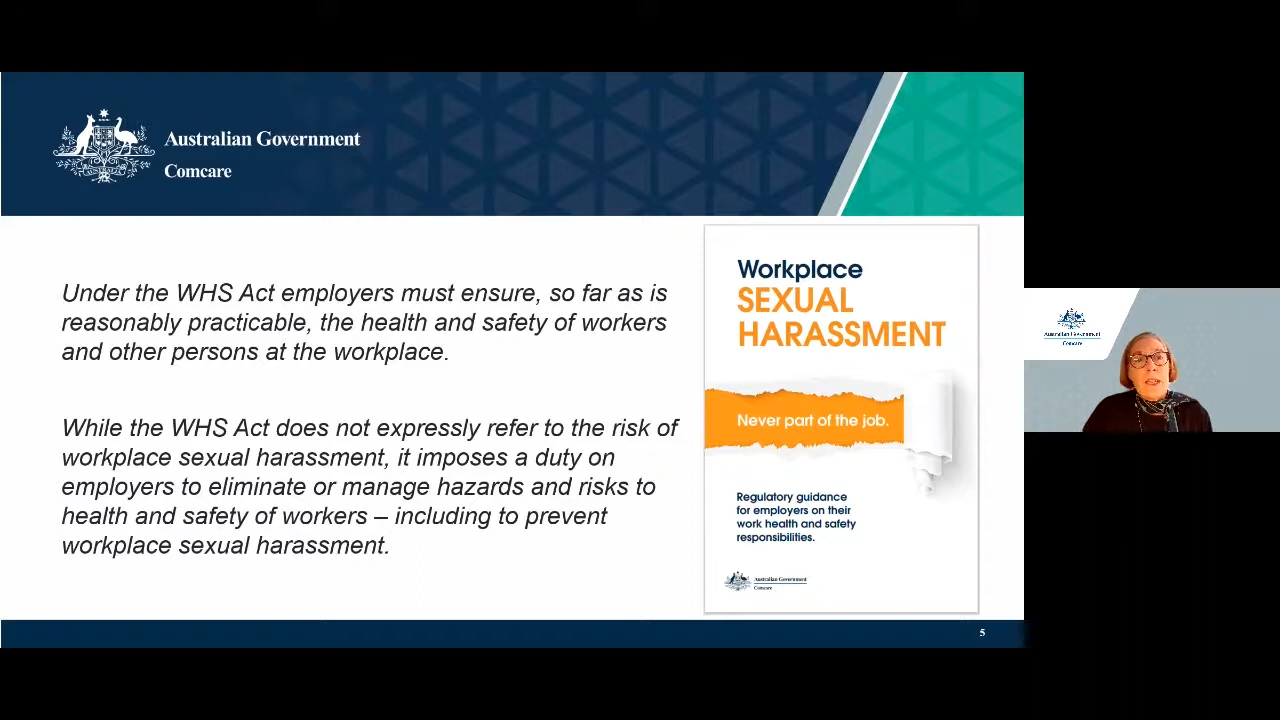 Australian Government
Comcare
Under the WHS Act employers must ensure, so far as is
reasonably practicable, the health and safety of workers
and other persons at the workplace.
While the WHS Act does not expressly refer to the risk of
workplace sexual harassment, it imposes a duty on
employers to eliminate or manage hazards and risks to
health and safety of workers – including to prevent
workplace sexual harassment.
Workplace
SEXUAL
HARASSMENT
Never part of the job.
Regulatory guidance
for employers on their
work health and safety
responsibilities.
Australian Government
Comcare
5
Australian Government
Comcare